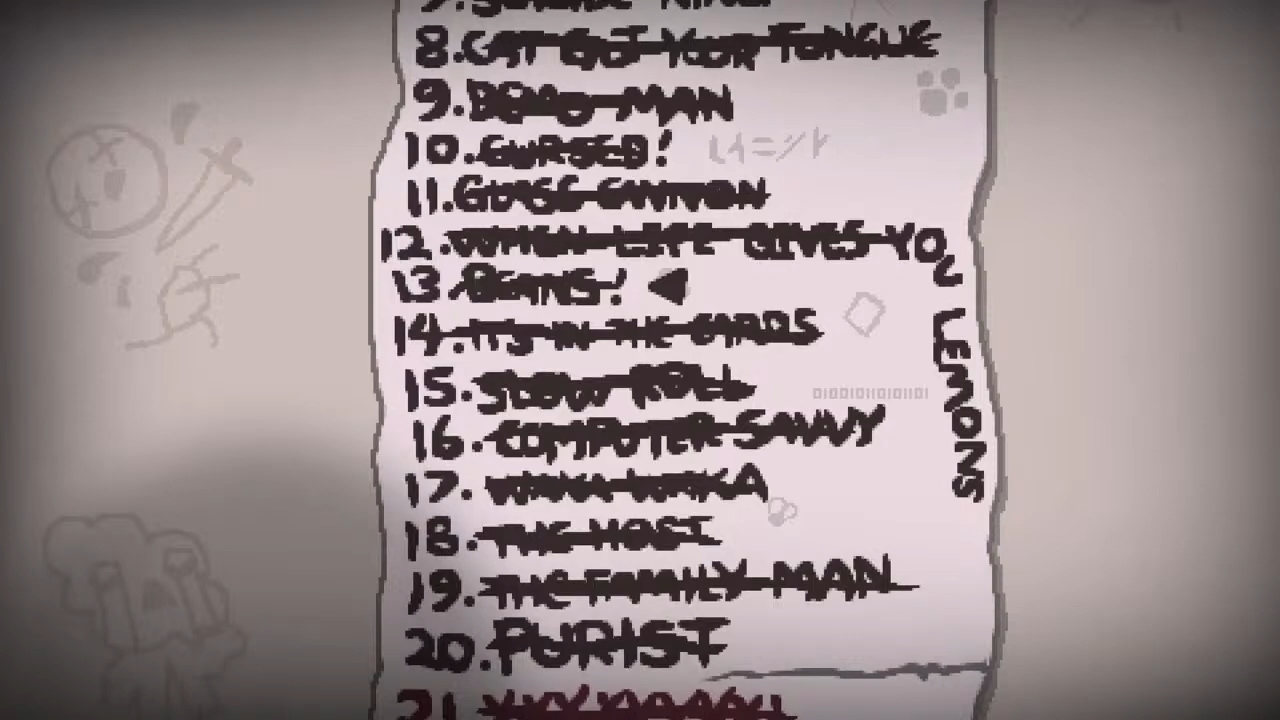 8. CAT GOT YOUR TONGUE
9. DEMO MAN
10. CURSED!
11. GLASS CANNON
12. WHEN LIFE GIVES YOU LEMONS
13. BEANS!
14. IT'S IN THE CARDS
15. SLOW ROLL
010010110101101
16. COMPUTER SAVVY
17. WAKA WAKA
18. THE HOST
19. THE FAMILY MAN
20. PURIST
21.